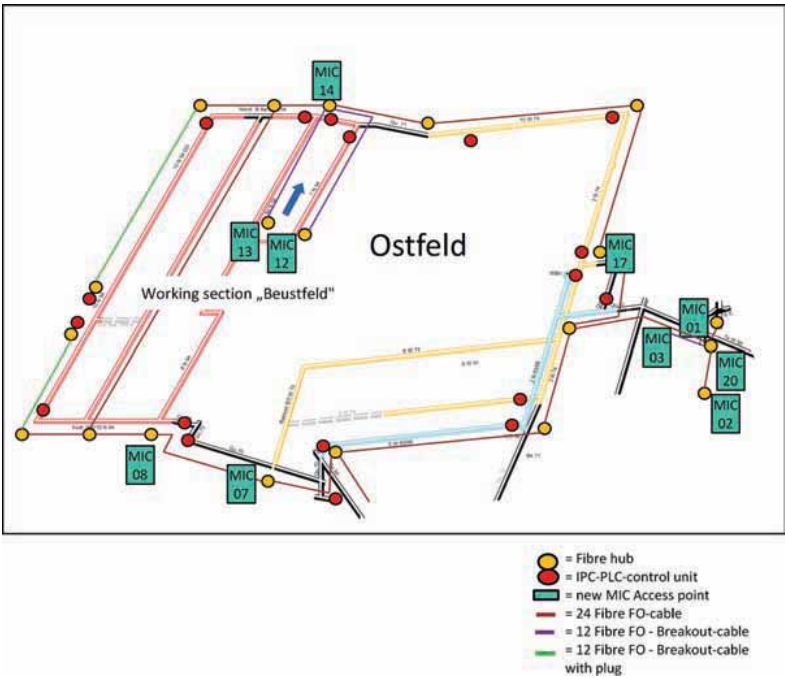 MIC
14
MIC
13
MIC
12
Ostfeld
MIC
17
Working section „Beustfeld"
MIC
01
MIC
03
MIC
20
MIC
02
MIC
08
MIC
07
= Fibre hub
= IPC-PLC-control unit
= new MIC Access point
= 24 Fibre FO-cable
= 12 Fibre FO - Breakout-cable
= 12 Fibre FO - Breakout-cable
with plug